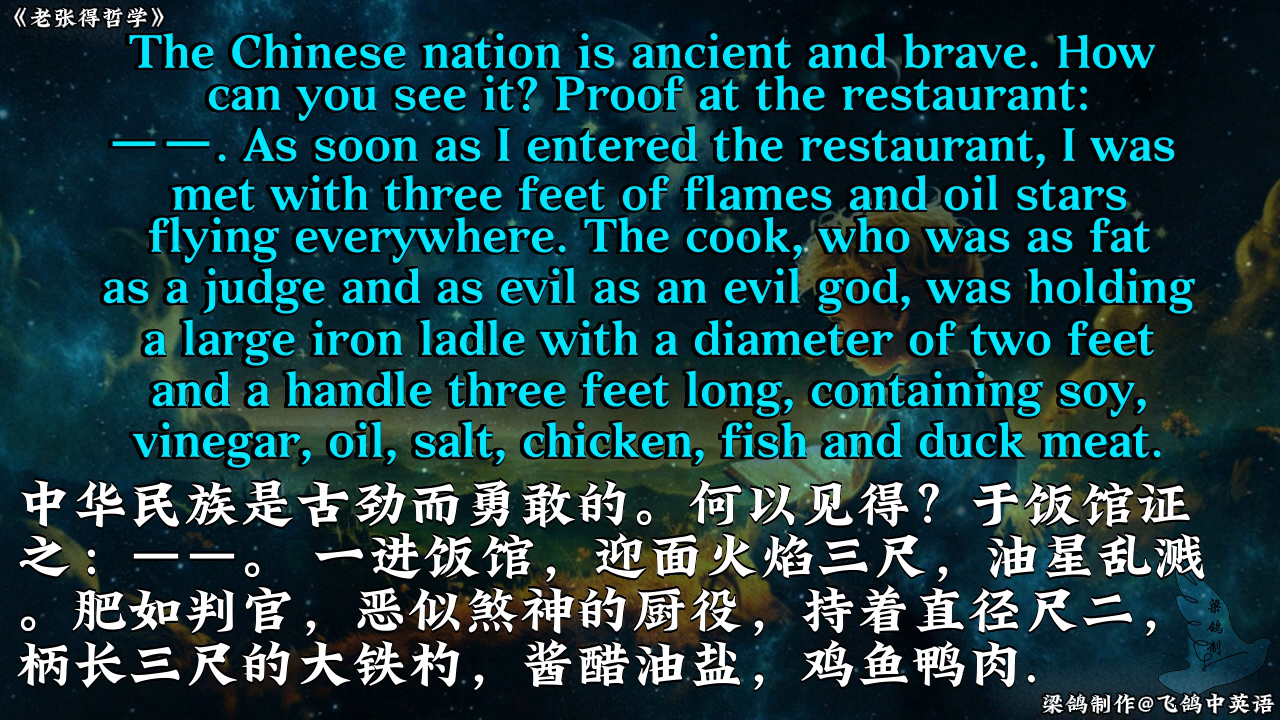 《老张得哲学》
The Chinese nation is ancient and brave. How
can you see it? Proof at the restaurant:
——. As soon as I entered the restaurant, I was
met with three feet of flames and oil stars
flying everywhere. The cook, who was as fat
as a judge and as evil as an evil god, was holding
a large iron ladle with a diameter of two feet
and a handle three feet long, containing soy,
vinegar, oil, salt, chicken, fish and duck meat.
中华民族是古劲而勇敢的。何以见得？于饭馆证
之：——。 一进饭馆，迎面火焰三尺，油星乱溅
。肥如判官，恶似煞神的厨役，持着直径尺二，
柄长三尺的大铁杓，酱醋油盐，鸡鱼鸭肉.
梁鸽制
梁鸽制作@飞鸽中英语